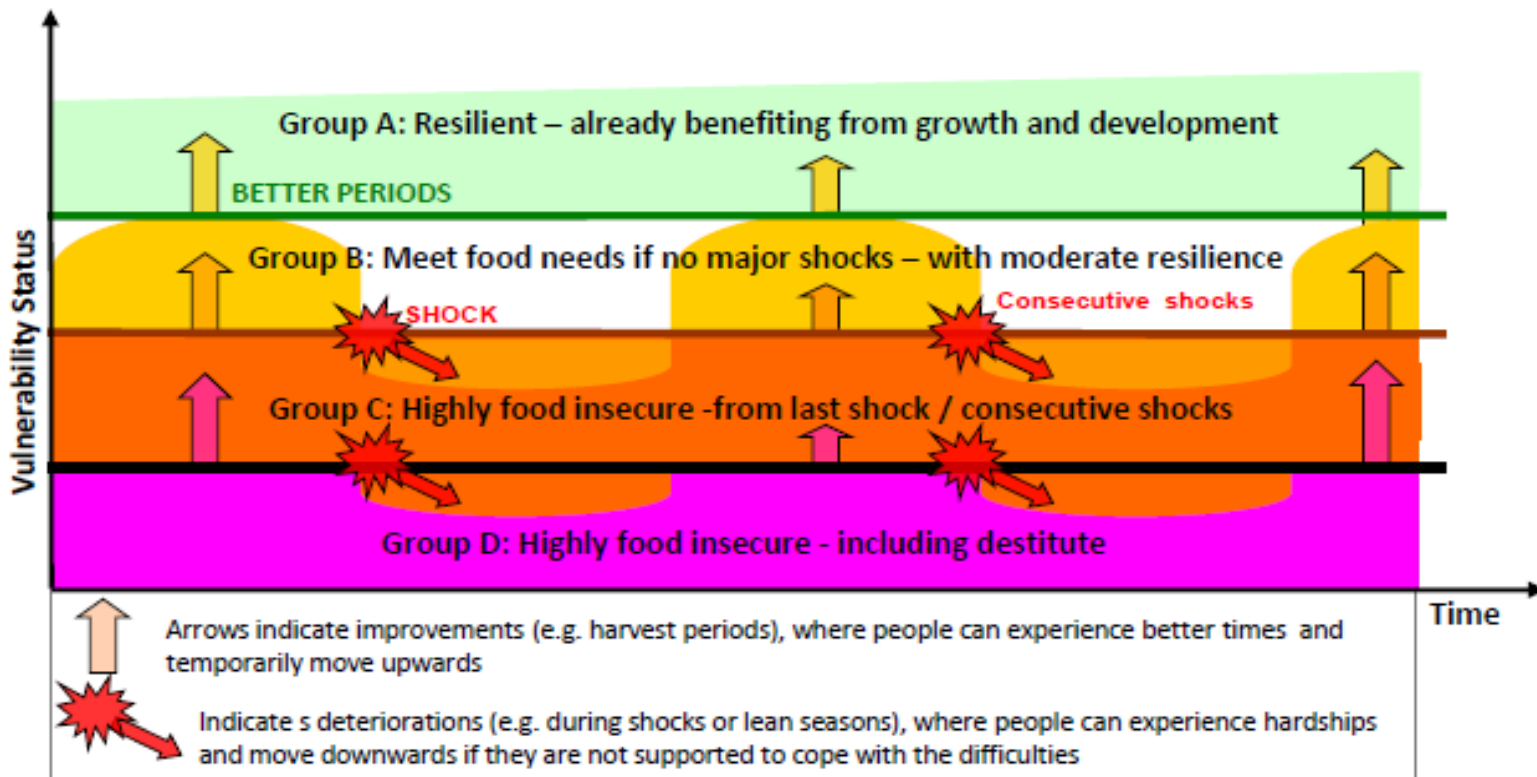 Group A: Resilient – already benefiting from growth and development
BETTER PERIODS
Vulnerability Status
Group B: Meet food needs if no major shocks – with moderate resilience
SHOCK
Consecutive shocks
Group C: Highly food insecure -from last shock / consecutive shocks
Group D: Highly food insecure - including destitute
Time
Arrows indicate improvements (e.g. harvest periods), where people can experience better times and
temporarily move upwards
Indicate s deteriorations (e.g. during shocks or lean seasons), where people can experience hardships
and move downwards if they are not supported to cope with the difficulties